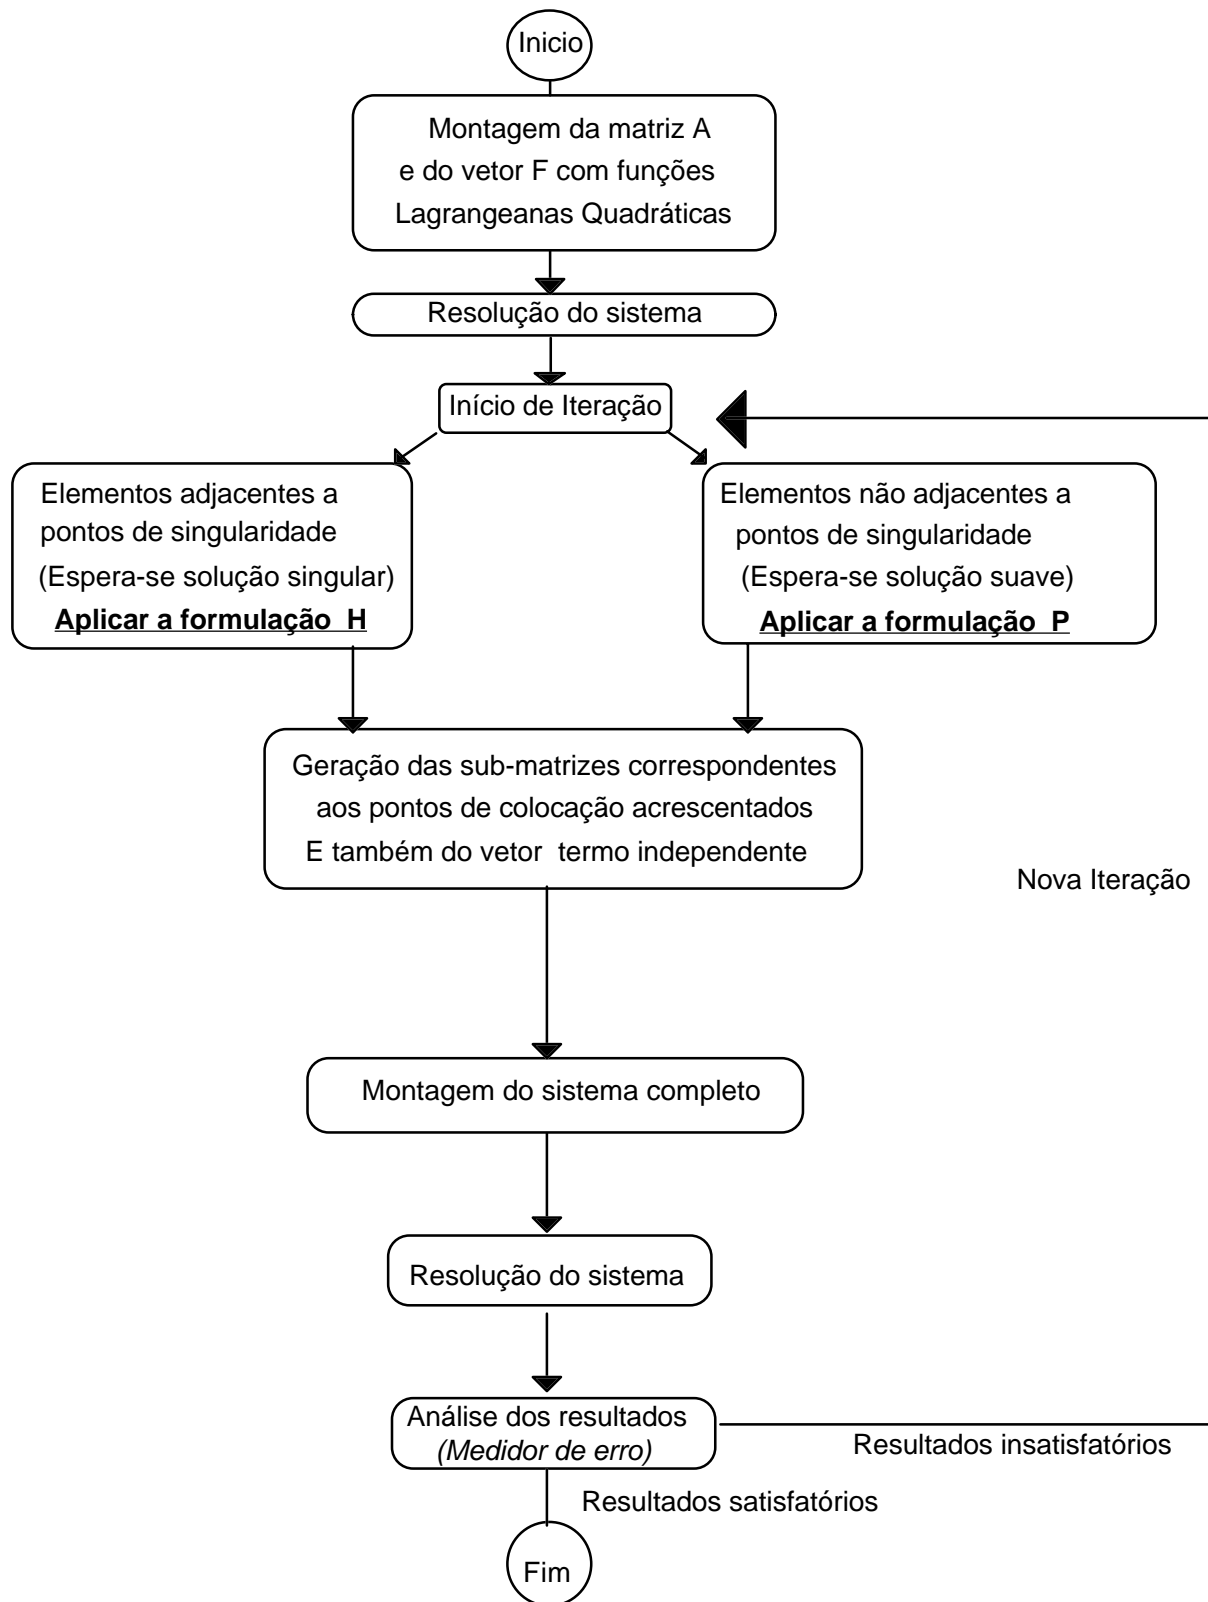 Inicio
Montagem da matriz A
e do vetor F com funções
Lagrangeanas Quadráticas
Resolução do sistema
Início de Iteração
Elementos adjacentes a
pontos de singularidade
(Espera-se solução singular)
Aplicar a formulação H
Elementos não adjacentes a
pontos de singularidade
(Espera-se solução suave)
Aplicar a formulação P
Geração das sub-matrizes correspondentes
aos pontos de colocação acrescentados
E também do vetor termo independente
Nova Iteração
Montagem do sistema completo
Resolução do sistema
Análise dos resultados
(Medidor de erro)
Resultados insatisfatórios
Resultados satisfatórios
Fim